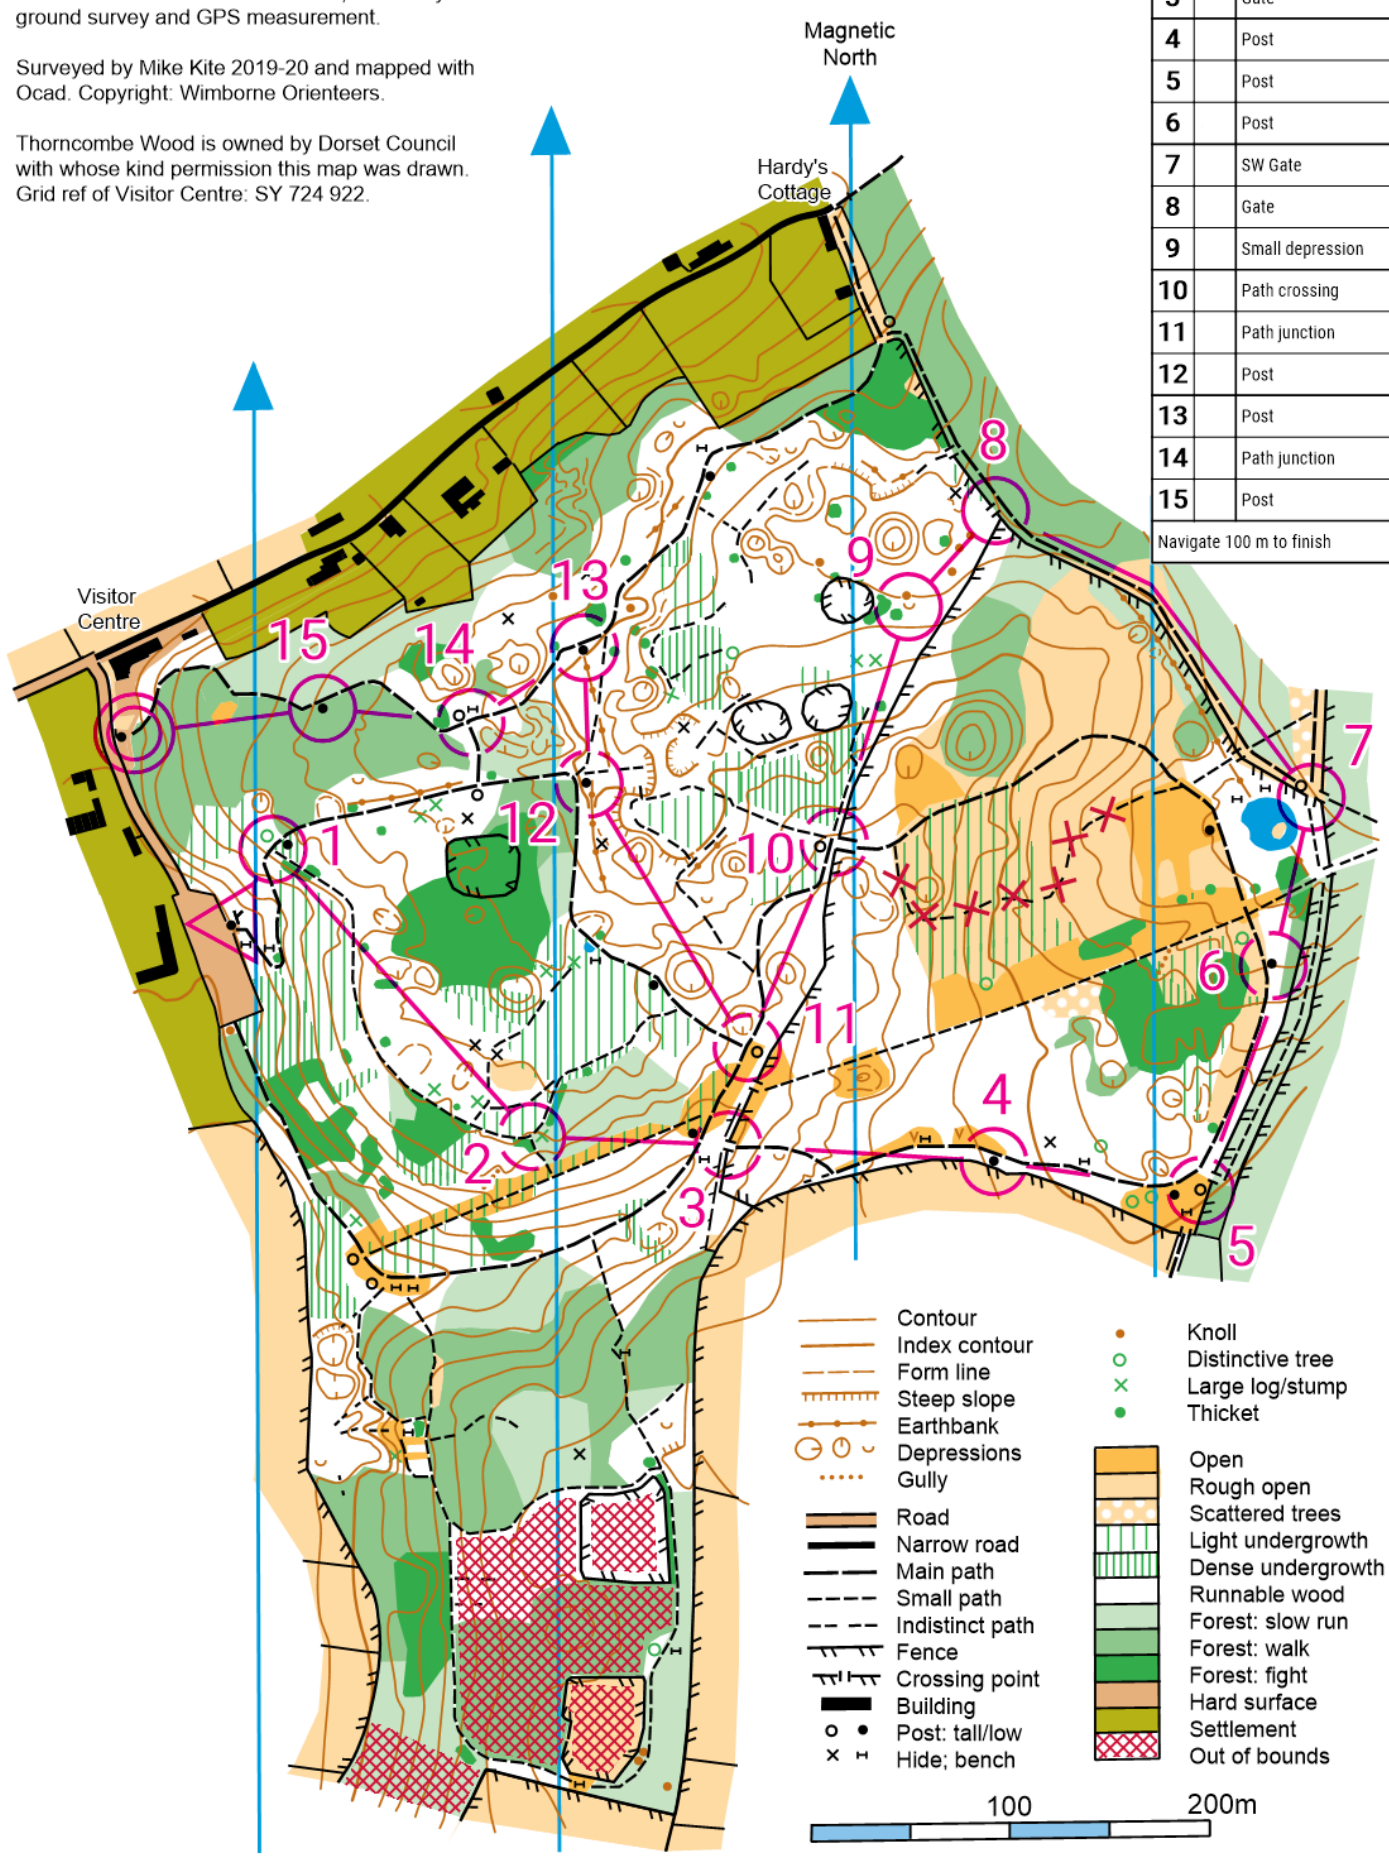 ground survey and GPS measurement.
Surveyed by Mike Kite 2019-20 and mapped with
Ocad. Copyright: Wimborne Orienteers.
Thorncombe Wood is owned by Dorset Council
with whose kind permission this map was drawn.
Grid ref of Visitor Centre: SY 724 922.
Magnetic
North
Hardy's
Cottage
4 Post
5 Post
6 Post
7 SW Gate
8 Gate
9 Small depression
10 Path crossing
11 Path junction
12 Post
13 Post
14 Path junction
15 Post
Navigate 100 m to finish
Visitor
Centre
8
9
13
15
14
7
12
1
10
6
11
4
2
3
5
Contour
Index contour
Form line
Steep slope
Earthbank
Depressions
Gully
Road
Narrow road
Main path
Small path
Indistinct path
Fence
Crossing point
Building
Post: tall/low
Hide; bench
Knoll
Distinctive tree
Large log/stump
Thicket
Open
Rough open
Scattered trees
Light undergrowth
Dense undergrowth
Runnable wood
Forest: slow run
Forest: walk
Forest: fight
Hard surface
Settlement
Out of bounds
100 200m